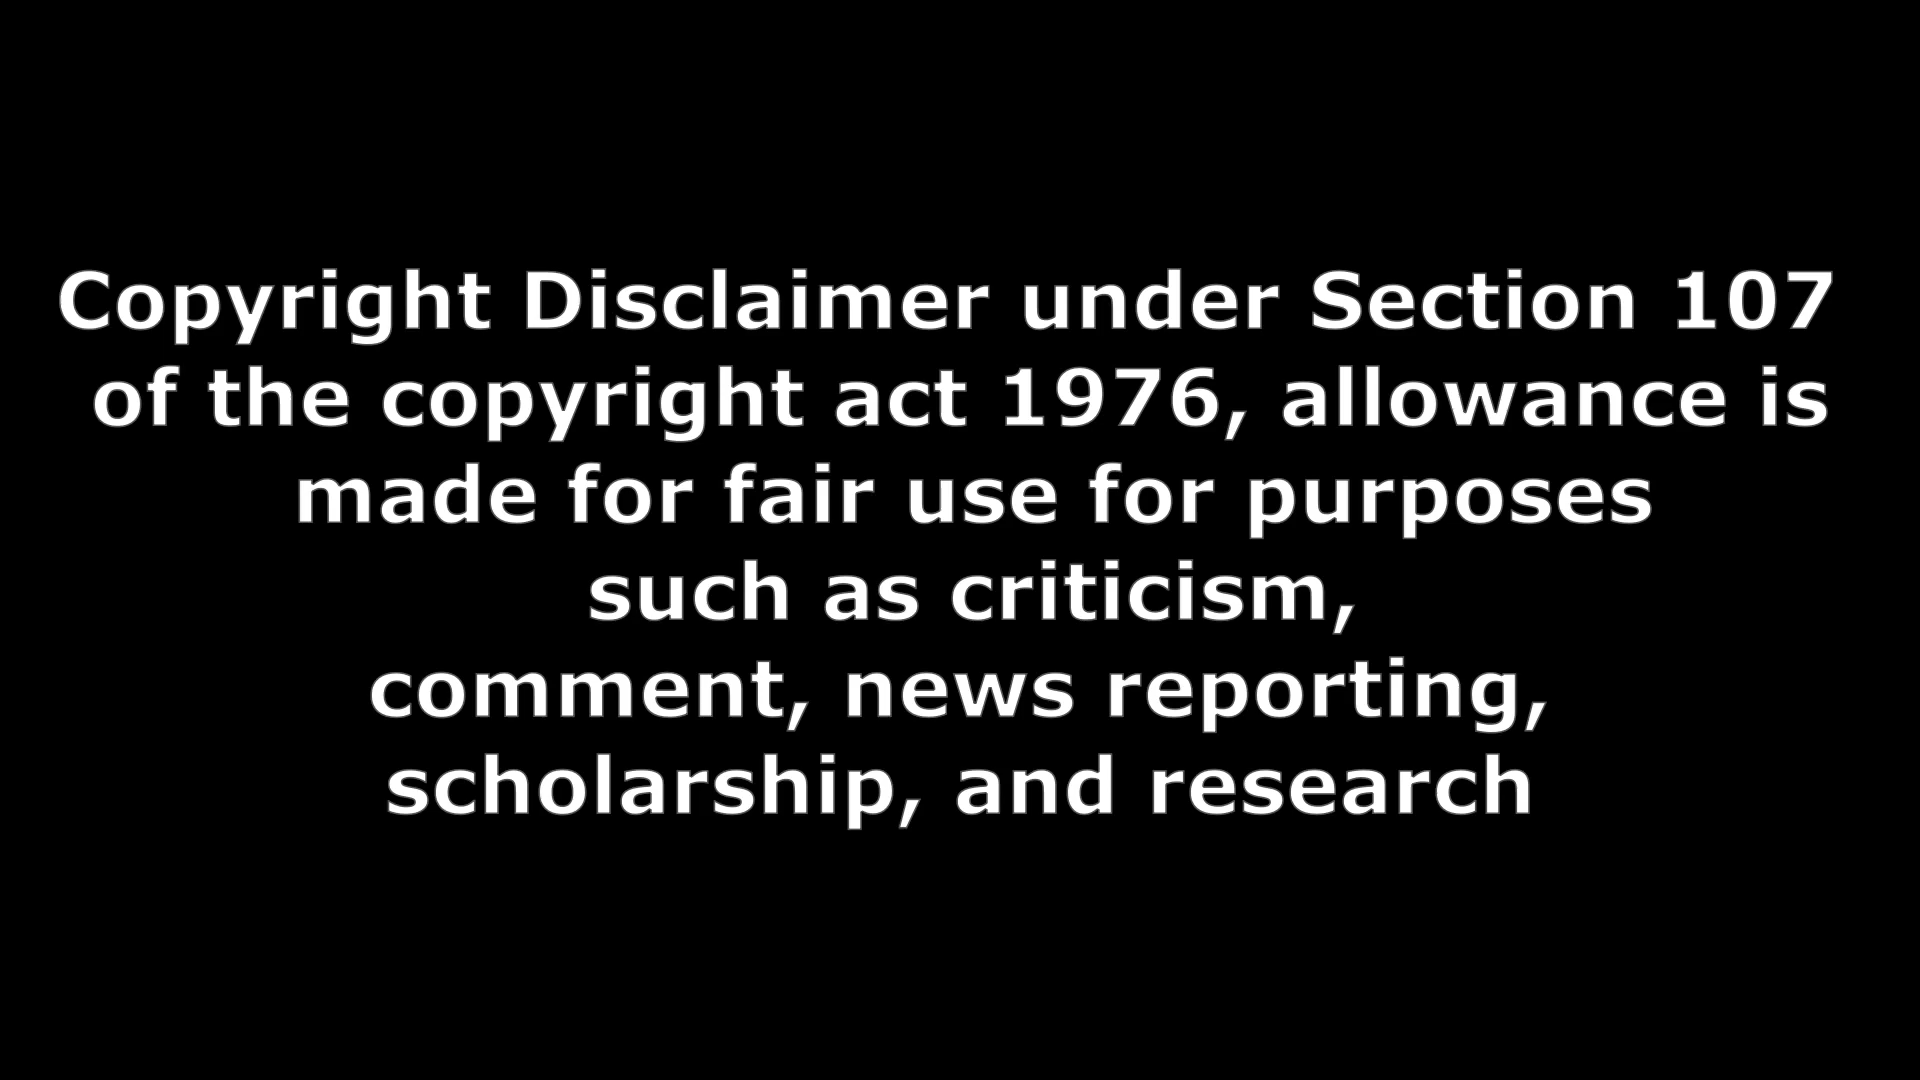 Copyright Disclaimer under Section 107
of the copyright act 1976, allowance is
made for fair use for purposes
such as criticism,
comment, news reporting,
scholarship, and research